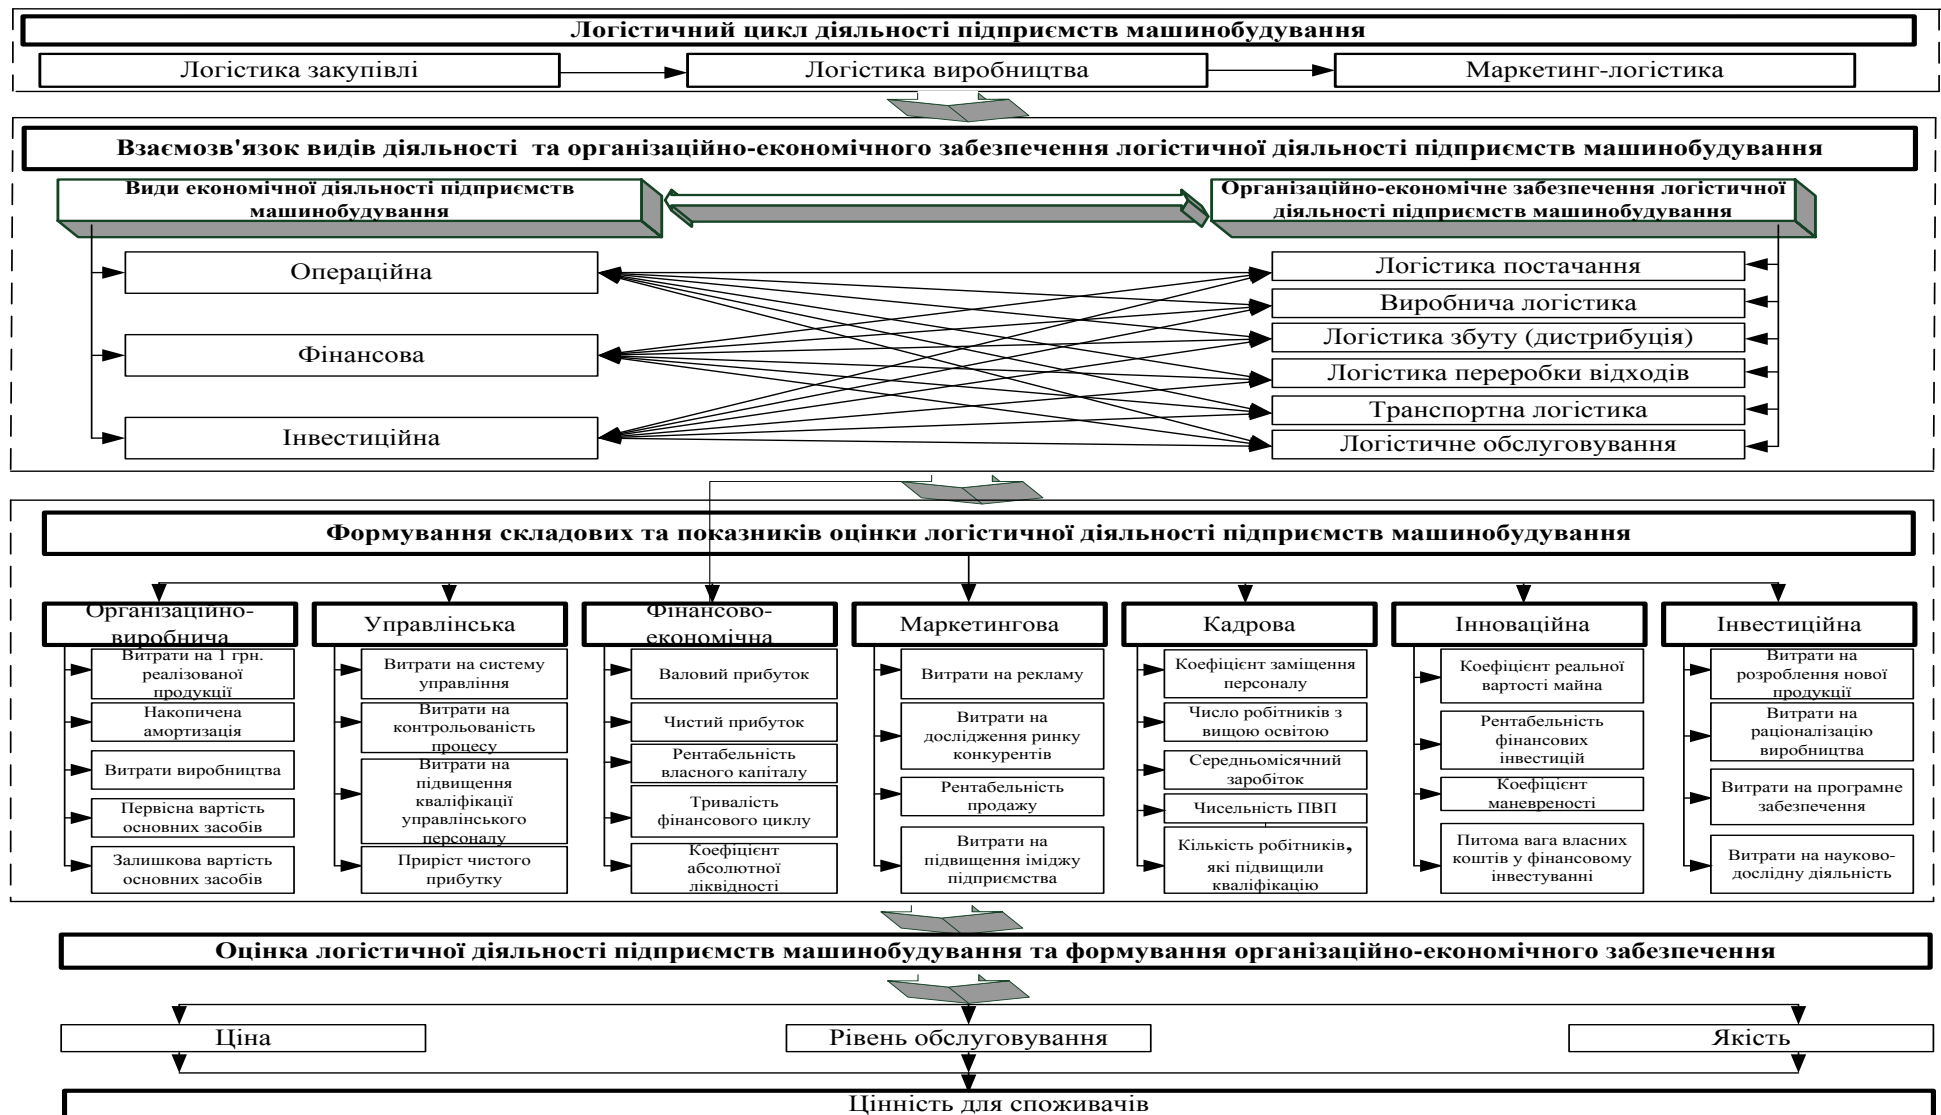 Логістичний цикл діяльності підприємств машинобудування
Логістика закупівлі
Логістика виробництва
Маркетинг-логістика
Взаємозв'язок видів діяльності та організаційно-економічного забезпечення логістичної діяльності підприємств машинобудування
Види економічної діяльності підприємств
машинобудування
Організаційно-економічне забезпечення логістичної
діяльності підприємств машинобудування
Операційна
Фінансова
Інвестиційна
Логістика постачання
Виробнича логістика
Логістика збуту (дистрибуція)
Логістика переробки відходів
Транспортна логістика
Логістичне обслуговування
Формування складових та показників оцінки логістичної діяльності підприємств машинобудування
Організаційно-
виробнича
Витрати на 1 грн.
реалізованої
продукції
Накопичена
амортизація
Витрати виробництва
Первісна вартість
основних засобів
Залишкова вартість
основних засобів
Управлінська
Витрати на систему
управління
Витрати на
контрольованість
процесу
Витрати на
підвищення
кваліфікації
управлінського
персоналу
Приріст чистого
прибутку
Фінансово-
економічна
Валовий прибуток
Чистий прибуток
Рентабельність
власного капіталу
Тривалість
фінансового циклу
Коефіцієнт
абсолютної
ліквідності
Маркетингова
Витрати на рекламу
Витрати на
дослідження ринку
конкурентів
Рентабельність
продажу
Витрати на
підвищення іміджу
підприємства
Кадрова
Коефіцієнт заміщення
персоналу
Число робітників з
вищою освітою
Середньомісячний
заробіток
Чисельність ПВП
Кількість робітників,
які підвищили
кваліфікацію
Інноваційна
Коефіцієнт реальної
вартості майна
Рентабельність
фінансових
інвестицій
Коефіцієнт
маневреності
Питома вага власних
коштів у фінансовому
інвестуванні
Інвестиційна
Витрати на
розроблення нової
продукції
Витрати на
раціоналізацію
виробництва
Витрати на програмне
забезпечення
Витрати на науково-
дослідну діяльність
Оцінка логістичної діяльності підприємств машинобудування та формування організаційно-економічного забезпечення
Ціна
Рівень обслуговування
Якість
Цінність для споживачів